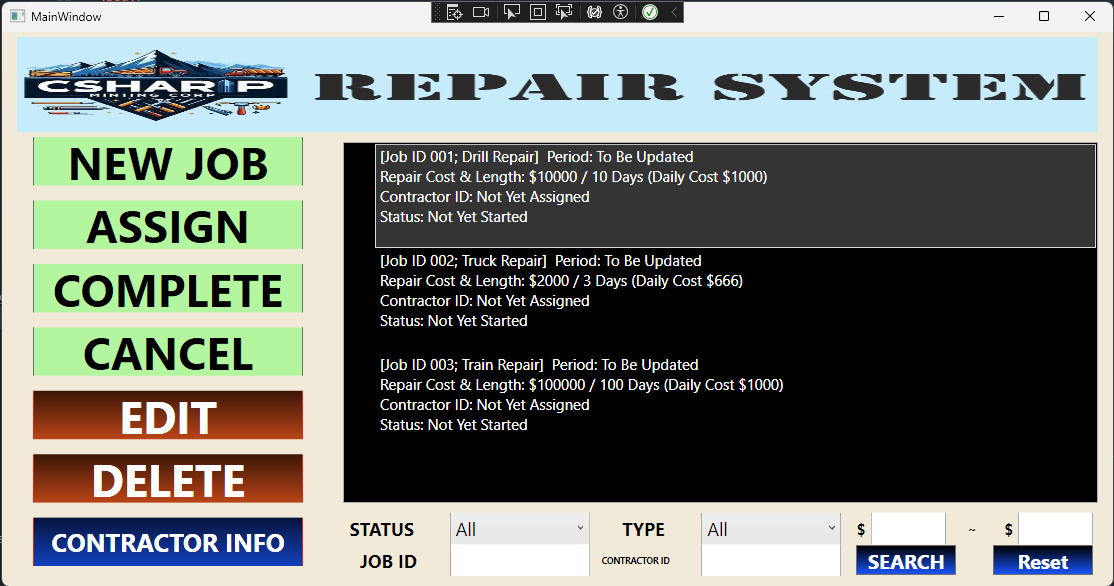 MainWindow
CSHARIP
MINIING CORP
REPAIR SYSTEM
NEW JOB
ASSIGN
COMPLETE
CANCEL
EDIT
DELETE
CONTRACTOR INFO
[Job ID 001; Drill Repair]  Period: To Be Updated
Repair Cost & Length: $10000 / 10 Days (Daily Cost $1000)
Contractor ID: Not Yet Assigned
Status: Not Yet Started
[Job ID 002; Truck Repair]  Period: To Be Updated
Repair Cost & Length: $2000 / 3 Days (Daily Cost $666)
Contractor ID: Not Yet Assigned
Status: Not Yet Started
[Job ID 003; Train Repair]  Period: To Be Updated
Repair Cost & Length: $100000 / 100 Days (Daily Cost $1000)
Contractor ID: Not Yet Assigned
Status: Not Yet Started
STATUS All TYPE All $ ~ $
JOB ID CONTRACTOR ID SEARCH Reset